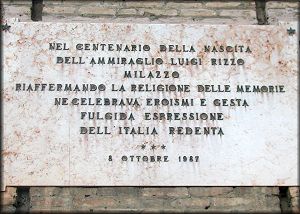 NEL CENTENARIO DELLA NASCITA
DELL'AMMIRAGLIO LUIGI RIZZO
MILAZZO
RIAFFERMANDO LA RELIGIONE DELLE MEMORIE
NE CELEBRAVA EROISMI E GESTA
FULGIDA ESPRESSIONE
DELL'ITALIA REDENTA
★ ★ ★
8 OTTOBRE 1987